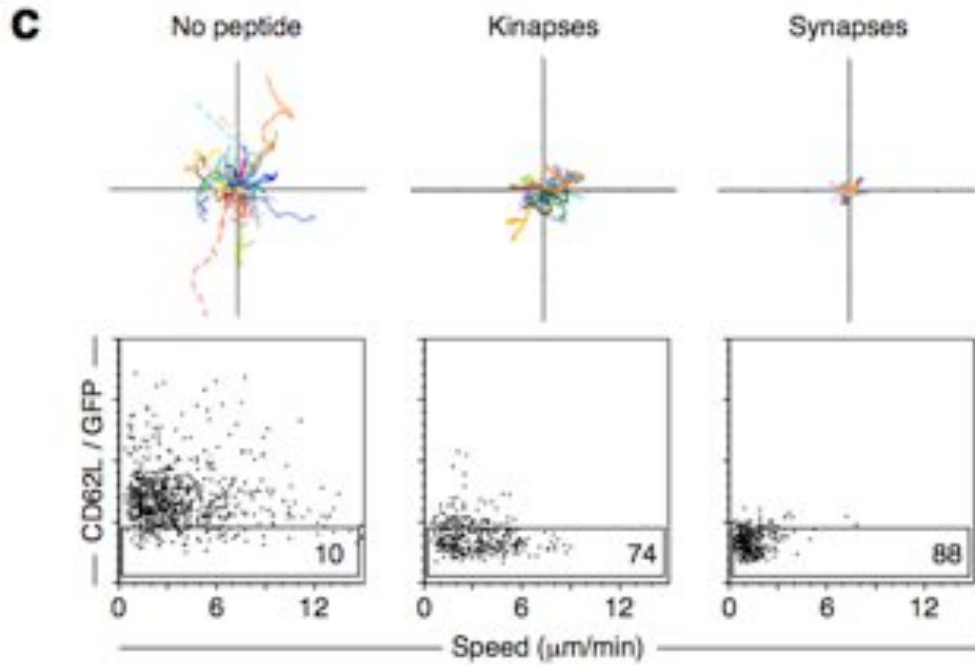 c
No peptide Kinapses Synapses
CD62L / GFP
10 74 88
0 6 12 0 6 12 0 6 12
Speed (μm/min)